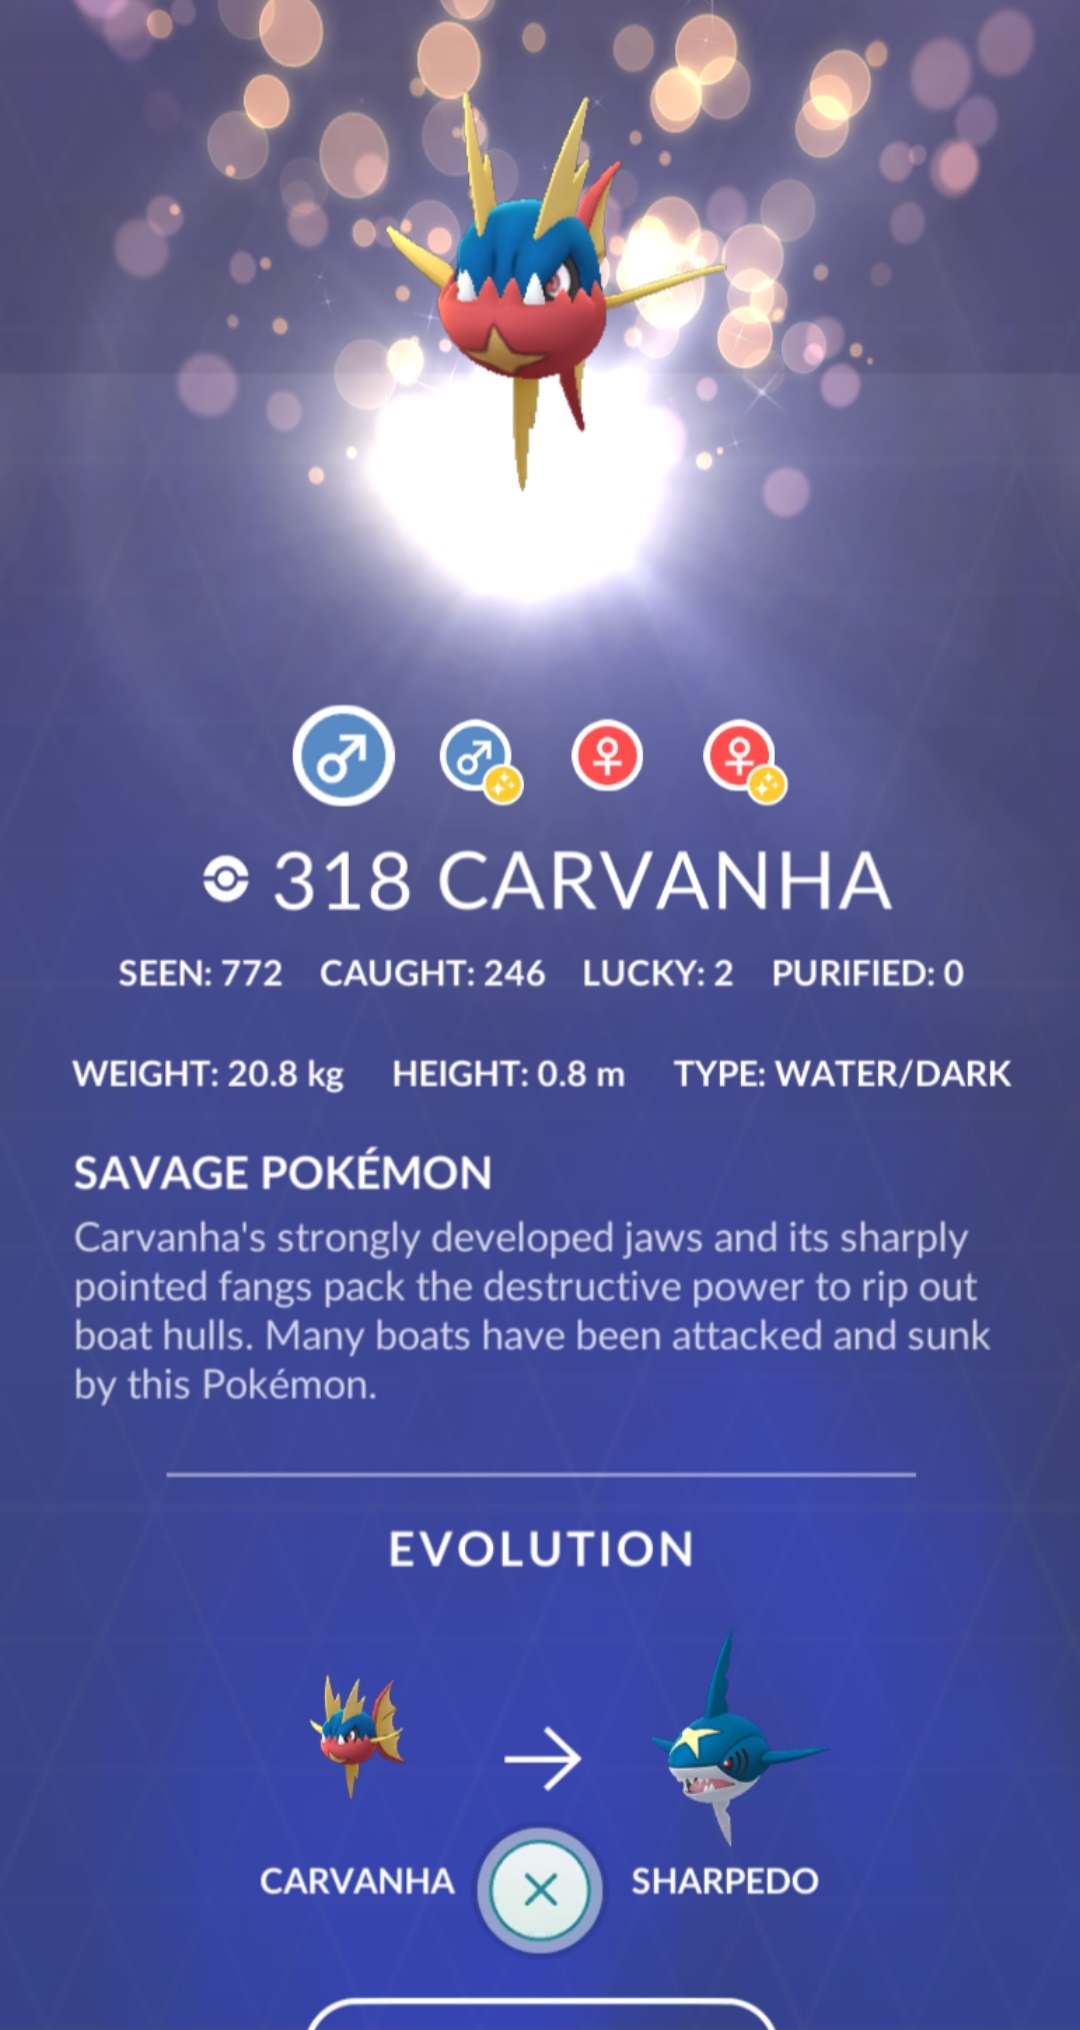 318 CARVANHA
SEEN: 772 CAUGHT: 246 LUCKY: 2 PURIFIED: 0
WEIGHT: 20.8 kg HEIGHT: 0.8 m TYPE: WATER/DARK
SAVAGE POKÉMON
Carvanha's strongly developed jaws and its sharply
pointed fangs pack the destructive power to rip out
boat hulls. Many boats have been attacked and sunk
by this Pokémon.
EVOLUTION
CARVANHA SHARPEDO